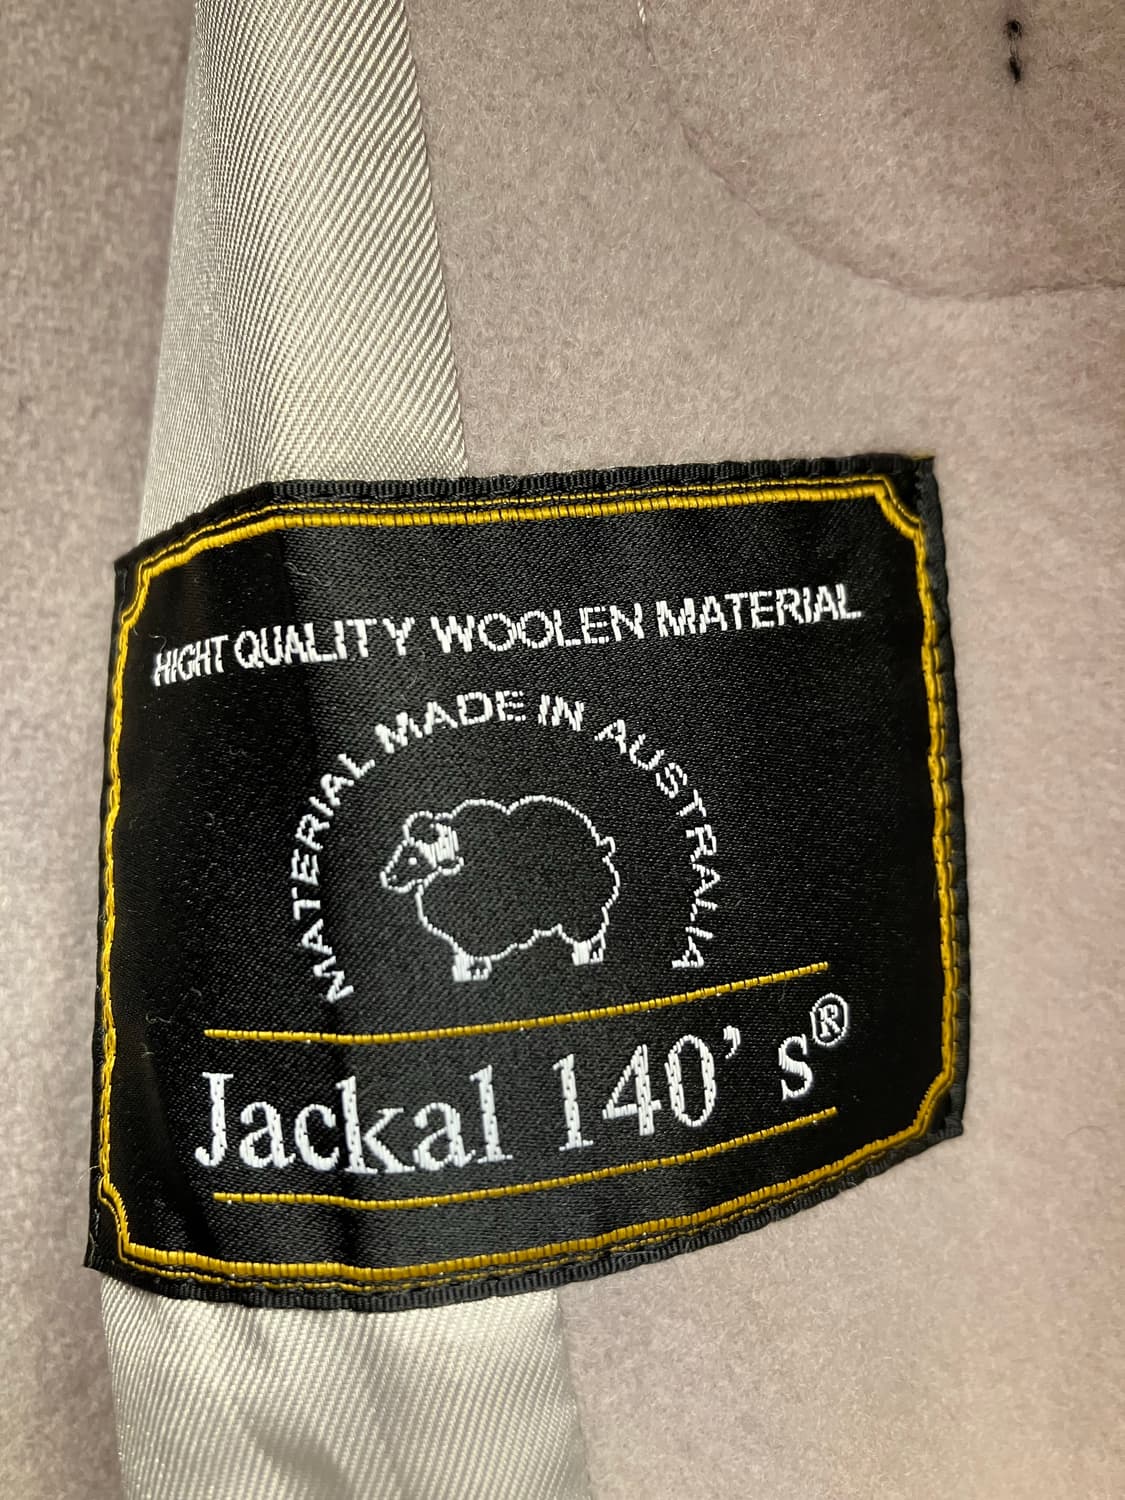 HIGHT QUALITY WOOLEN MATERIAL
MATERIAL MADE IN AUSTRALIA
Jackal 140' s®